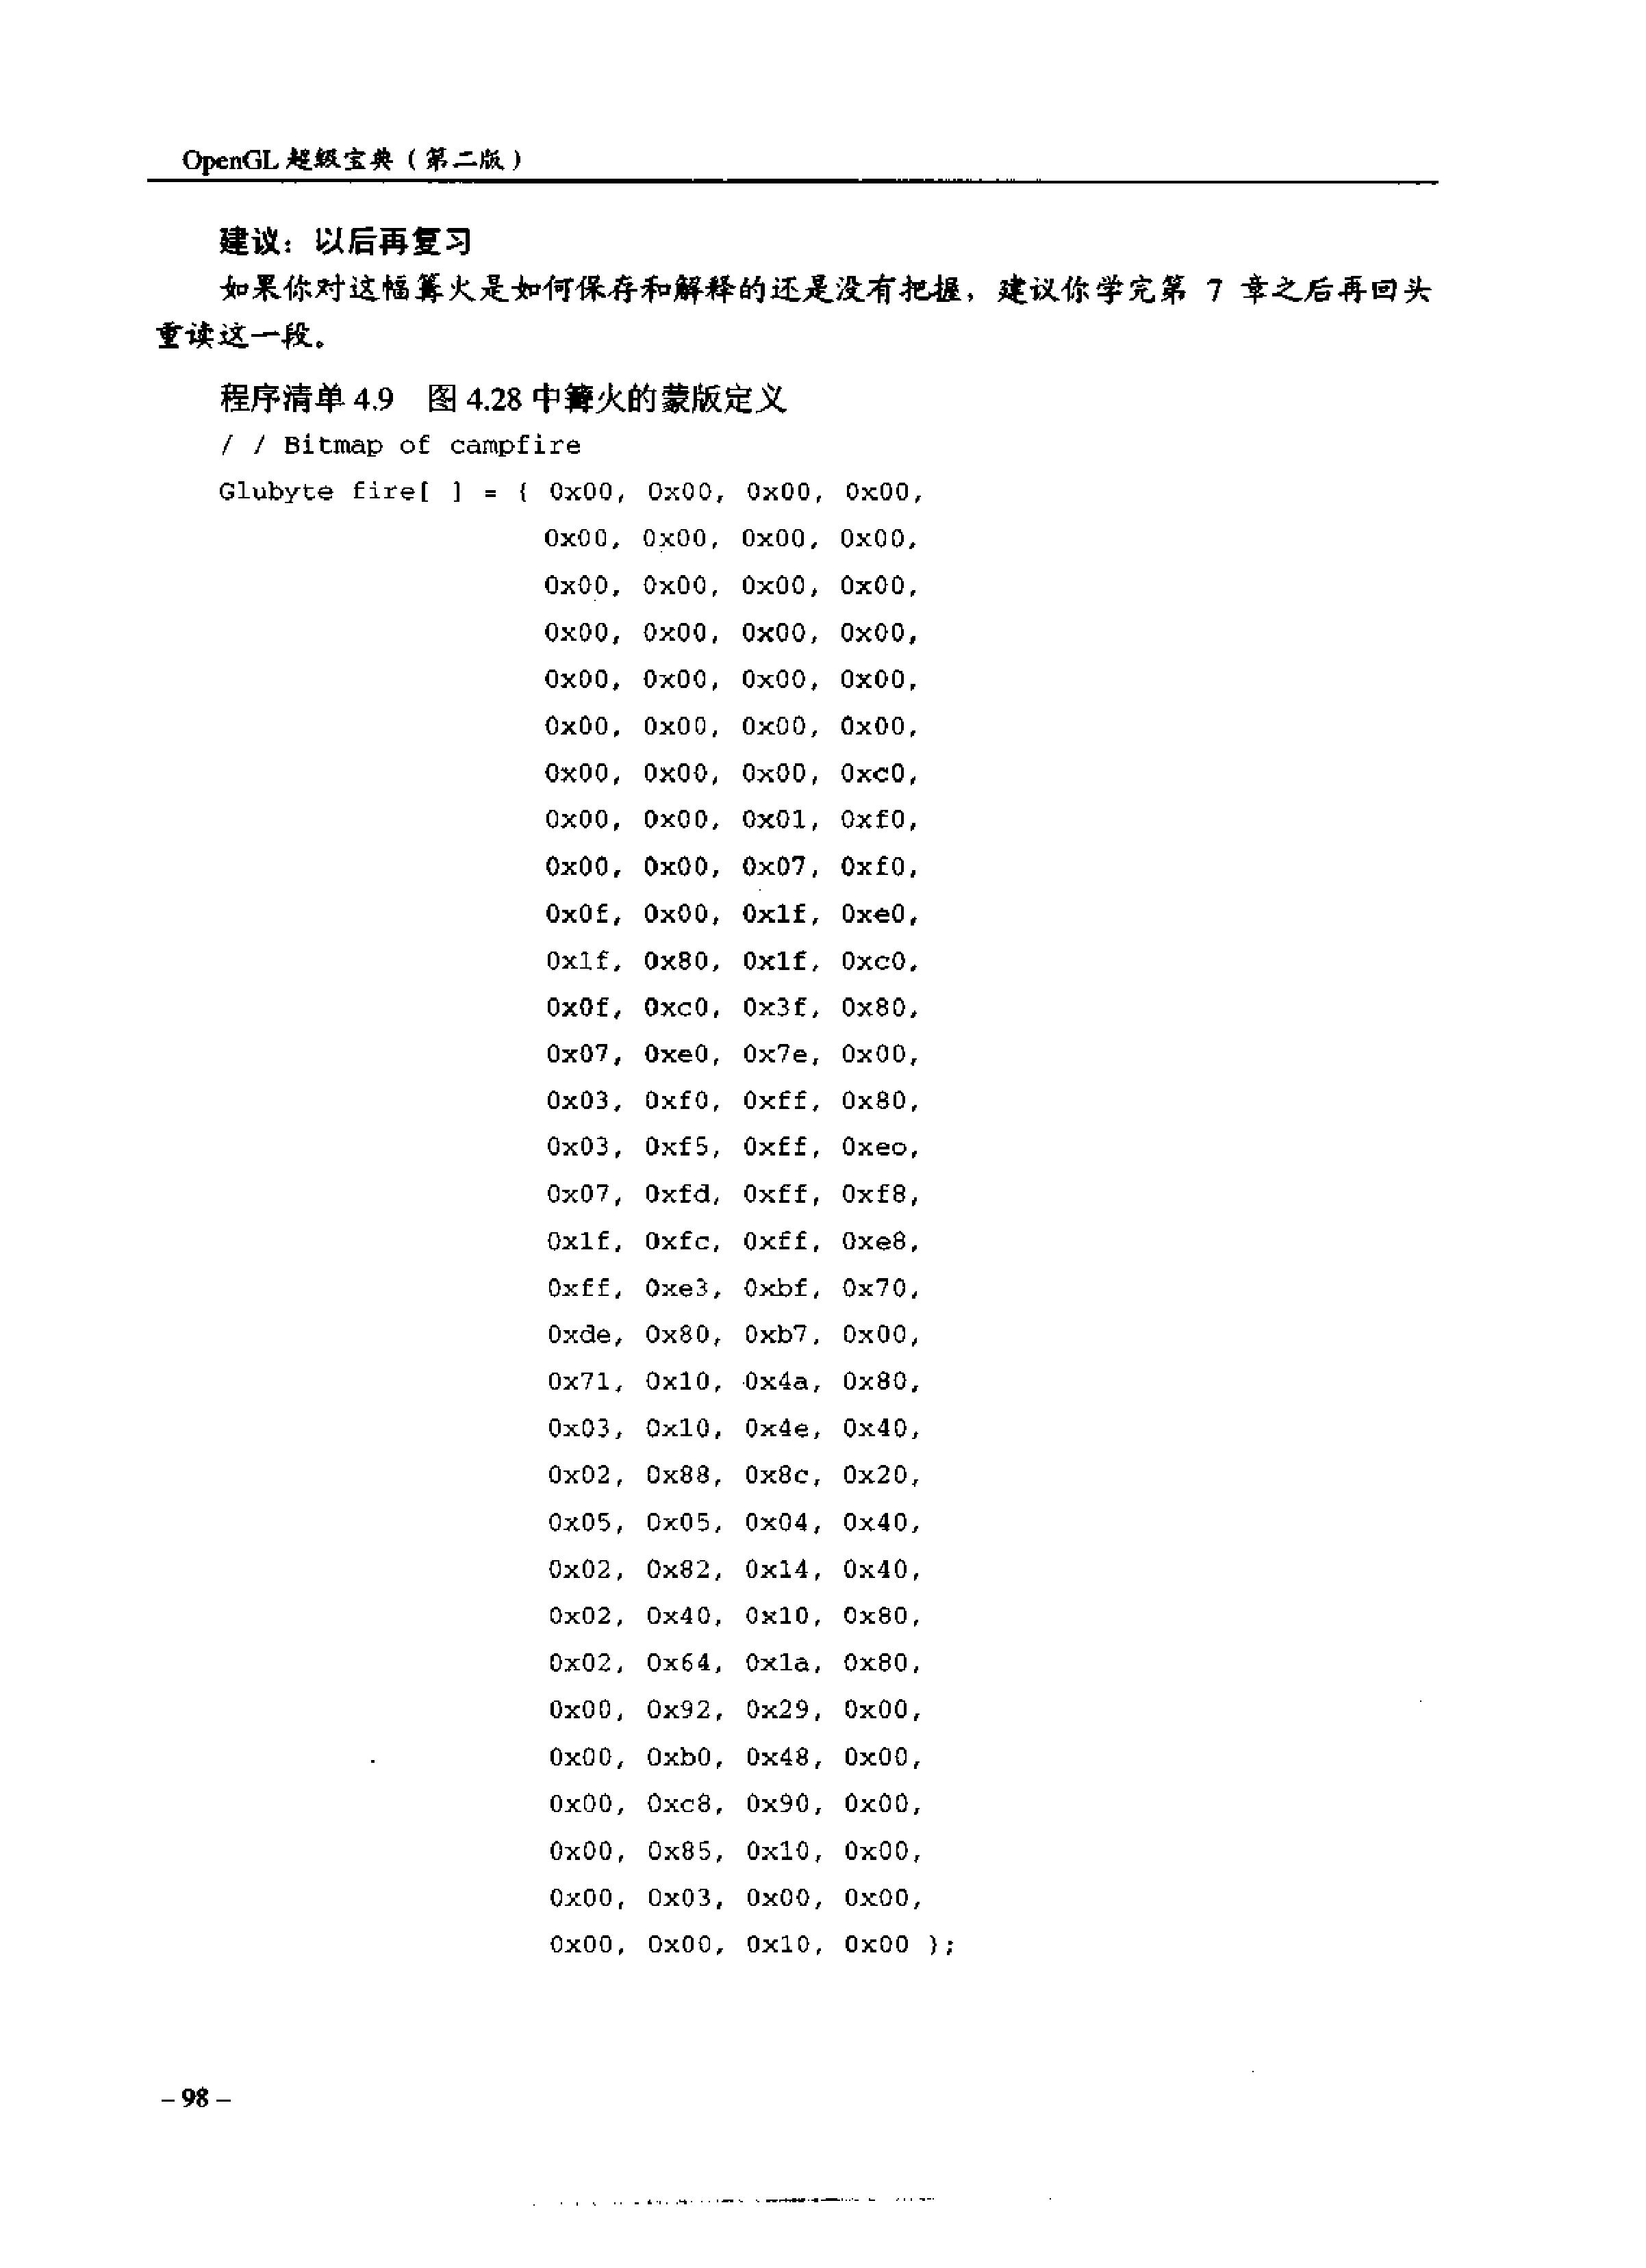 OpenGL 超级宝典（第二版）
建议：以后再复习
如果你对这幅篝火是如何保存和解释的还是没有把握，建议你学完第 7 章之后再回头
重读这一段。
程序清单 4.9　图 4.28 中篝火的蒙版定义
/ / Bitmap of campfire
Glubyte fire[ ] = { 0x00, 0x00, 0x00, 0x00,
0x00, 0x00, 0x00, 0x00,
0x00, 0x00, 0x00, 0x00,
0x00, 0x00, 0x00, 0x00,
0x00, 0x00, 0x00, 0x00,
0x00, 0x00, 0x00, 0x00,
0x00, 0x00, 0x00, 0xc0,
0x00, 0x00, 0x01, 0xf0,
0x00, 0x00, 0x07, 0xf0,
0x0f, 0x00, 0x1f, 0xe0,
0x1f, 0x80, 0x1f, 0xc0,
0x0f, 0xc0, 0x3f, 0x80,
0x07, 0xe0, 0x7e, 0x00,
0x03, 0xf0, 0xff, 0x80,
0x03, 0xf5, 0xff, 0xeo,
0x07, 0xfd, 0xff, 0xf8,
0x1f, 0xfc, 0xff, 0xe8,
0xff, 0xe3, 0xbf, 0x70,
0xde, 0x80, 0xb7, 0x00,
0x71, 0x10, 0x4a, 0x80,
0x03, 0x10, 0x4e, 0x40,
0x02, 0x88, 0x8c, 0x20,
0x05, 0x05, 0x04, 0x40,
0x02, 0x82, 0x14, 0x40,
0x02, 0x40, 0x10, 0x80,
0x02, 0x64, 0x1a, 0x80,
0x00, 0x92, 0x29, 0x00,
0x00, 0xb0, 0x48, 0x00,
0x00, 0xc8, 0x90, 0x00,
0x00, 0x85, 0x10, 0x00,
0x00, 0x03, 0x00, 0x00,
0x00, 0x00, 0x10, 0x00 };
– 98 –